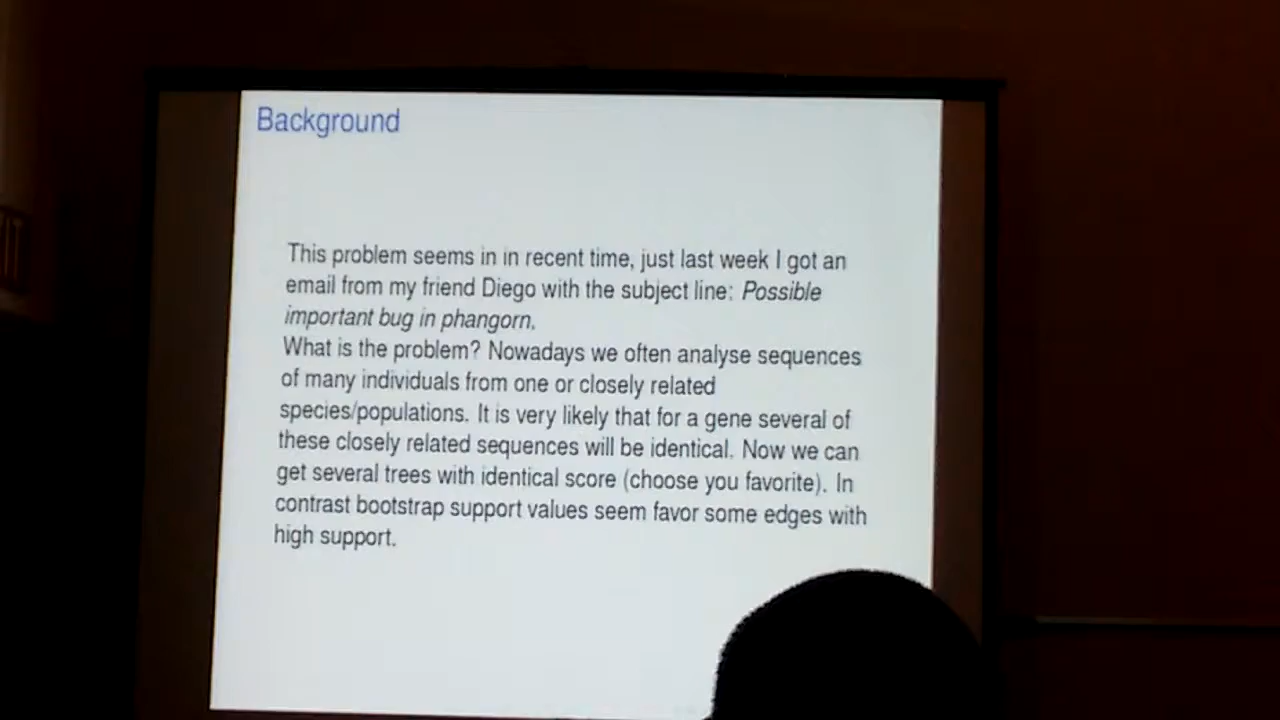 Background
This problem seems in in recent time, just last week I got an
email from my friend Diego with the subject line: Possible
important bug in phangorn.
What is the problem? Nowadays we often analyse sequences
of many individuals from one or closely related
species/populations. It is very likely that for a gene several of
these closely related sequences will be identical. Now we can
get several trees with identical score (choose you favorite). In
contrast bootstrap support values seem favor some edges with
high support.